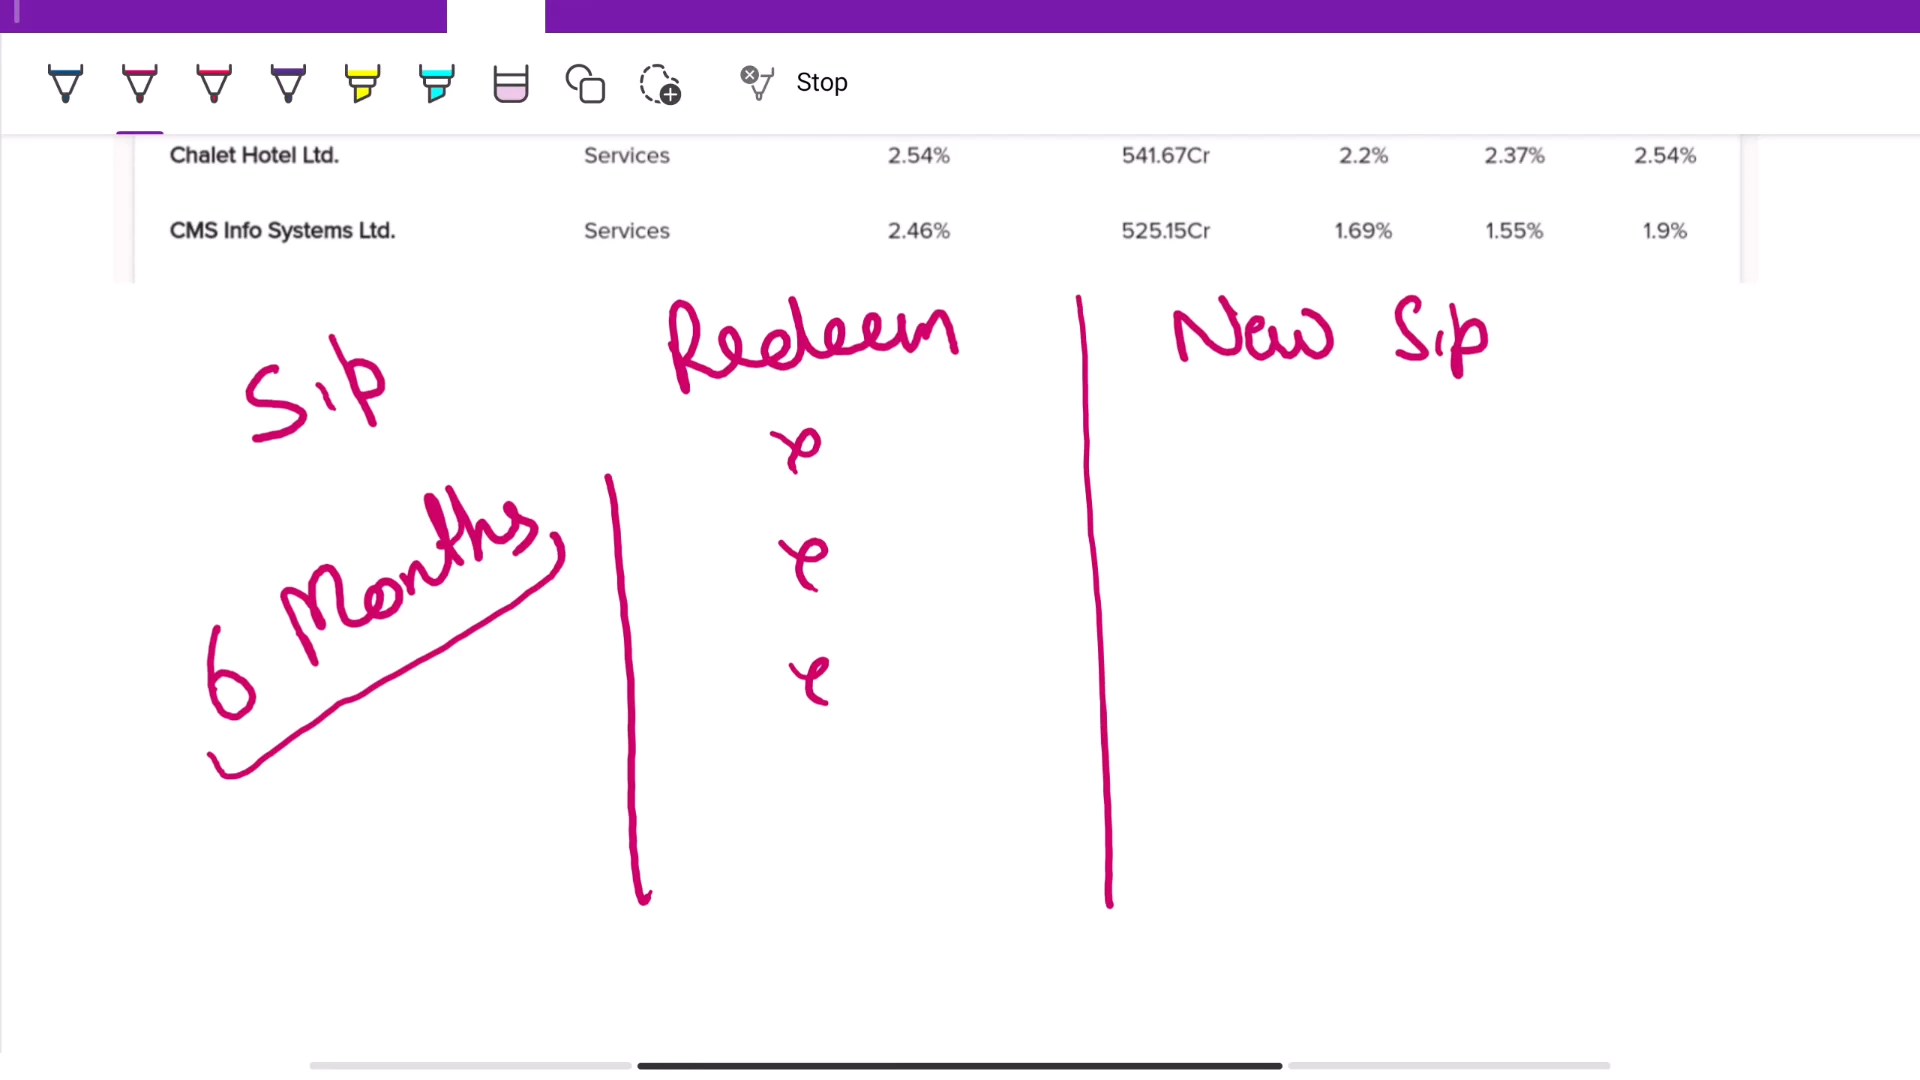 Stop
Chalet Hotel Ltd. Services 2.54% 541.67Cr 2.2% 2.37% 2.54%
CMS Info Systems Ltd. Services 2.46% 525.15Cr 1.69% 1.55% 1.9%
Sip
6 Months
Redeem
New Sip